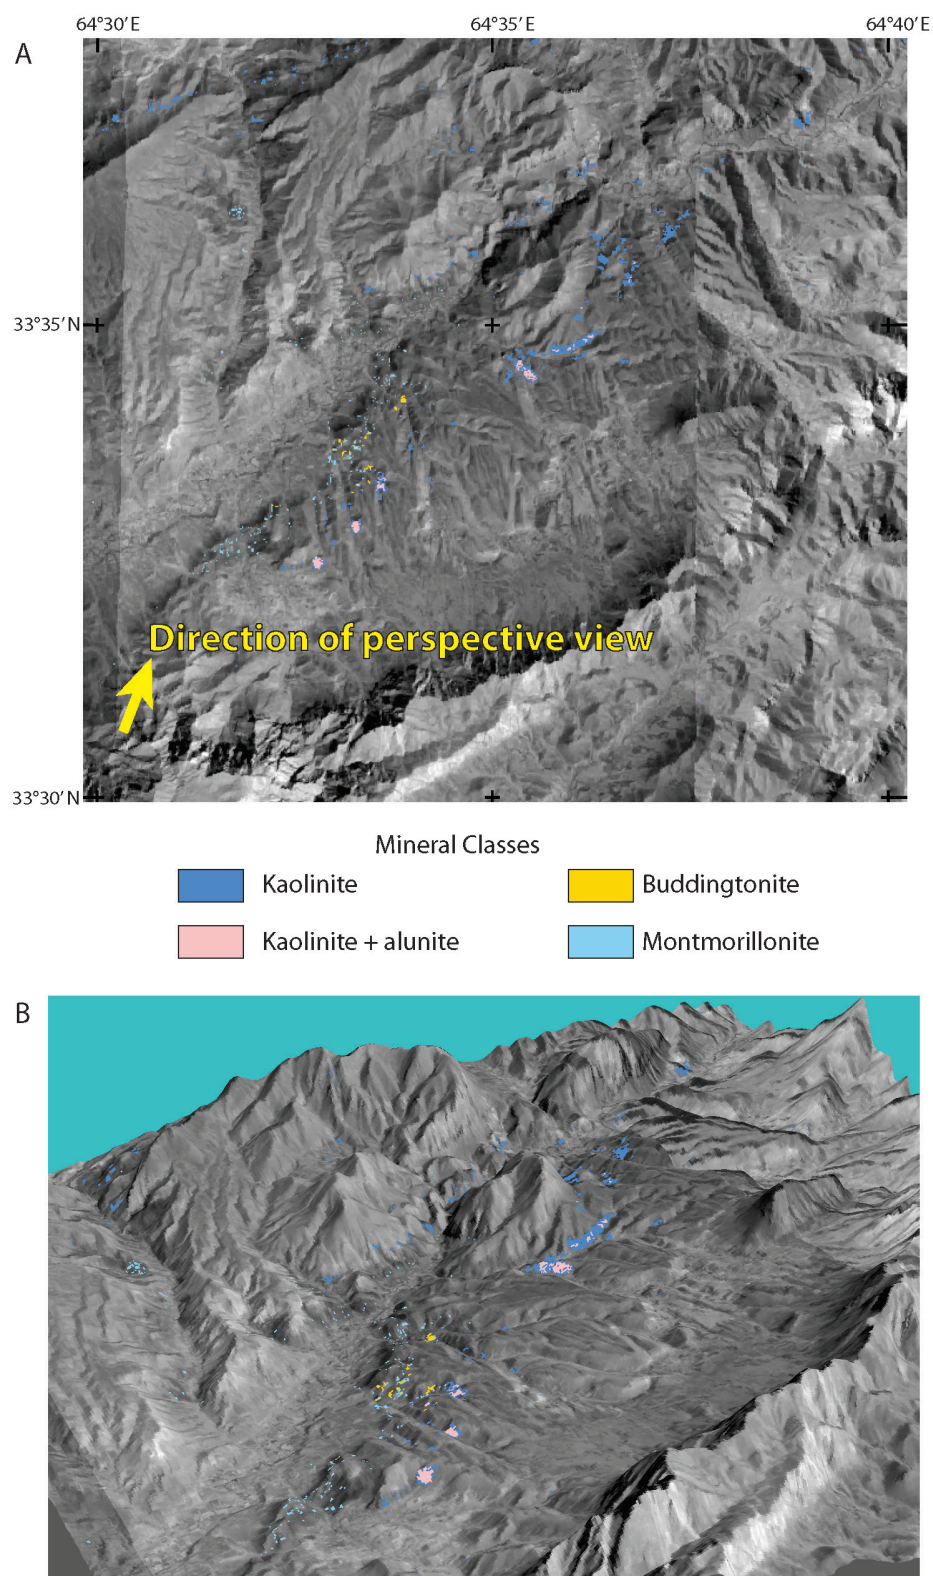 64°30′ E 64°35′ E 64°40′ E
A
33°35′ N
Direction of perspective view
33°30′ N
Mineral Classes
Kaolinite Buddingtonite
Kaolinite + alunite Montmorillonite
B